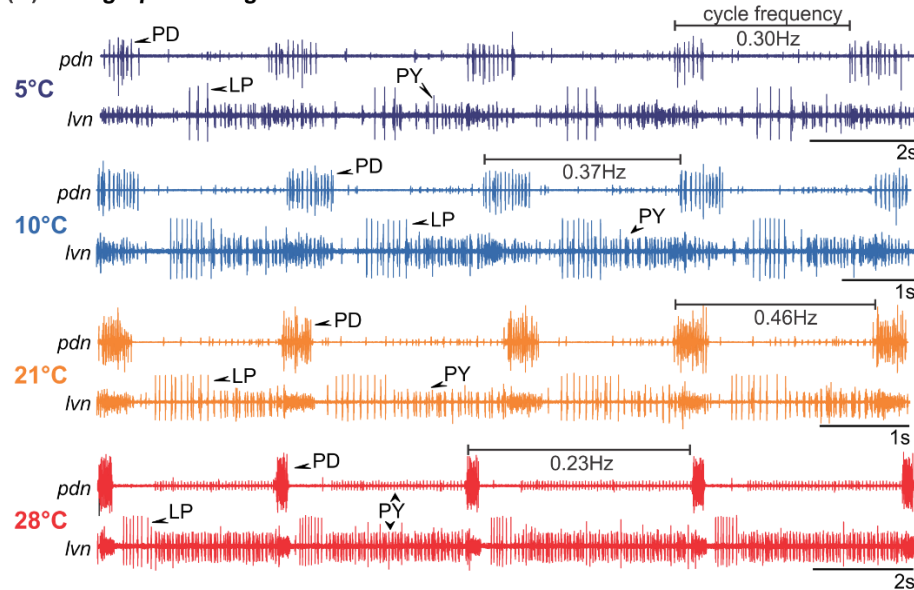 cycle frequency
PD
0.30Hz
pdn
5°C
LP
PY
lvn
2s
PD
0.37Hz
pdn
10°C
LP
PY
lvn
1s
PD
0.46Hz
pdn
21°C
LP
PY
lvn
1s
PD
0.23Hz
pdn
28°C
LP
PY
lvn
2s